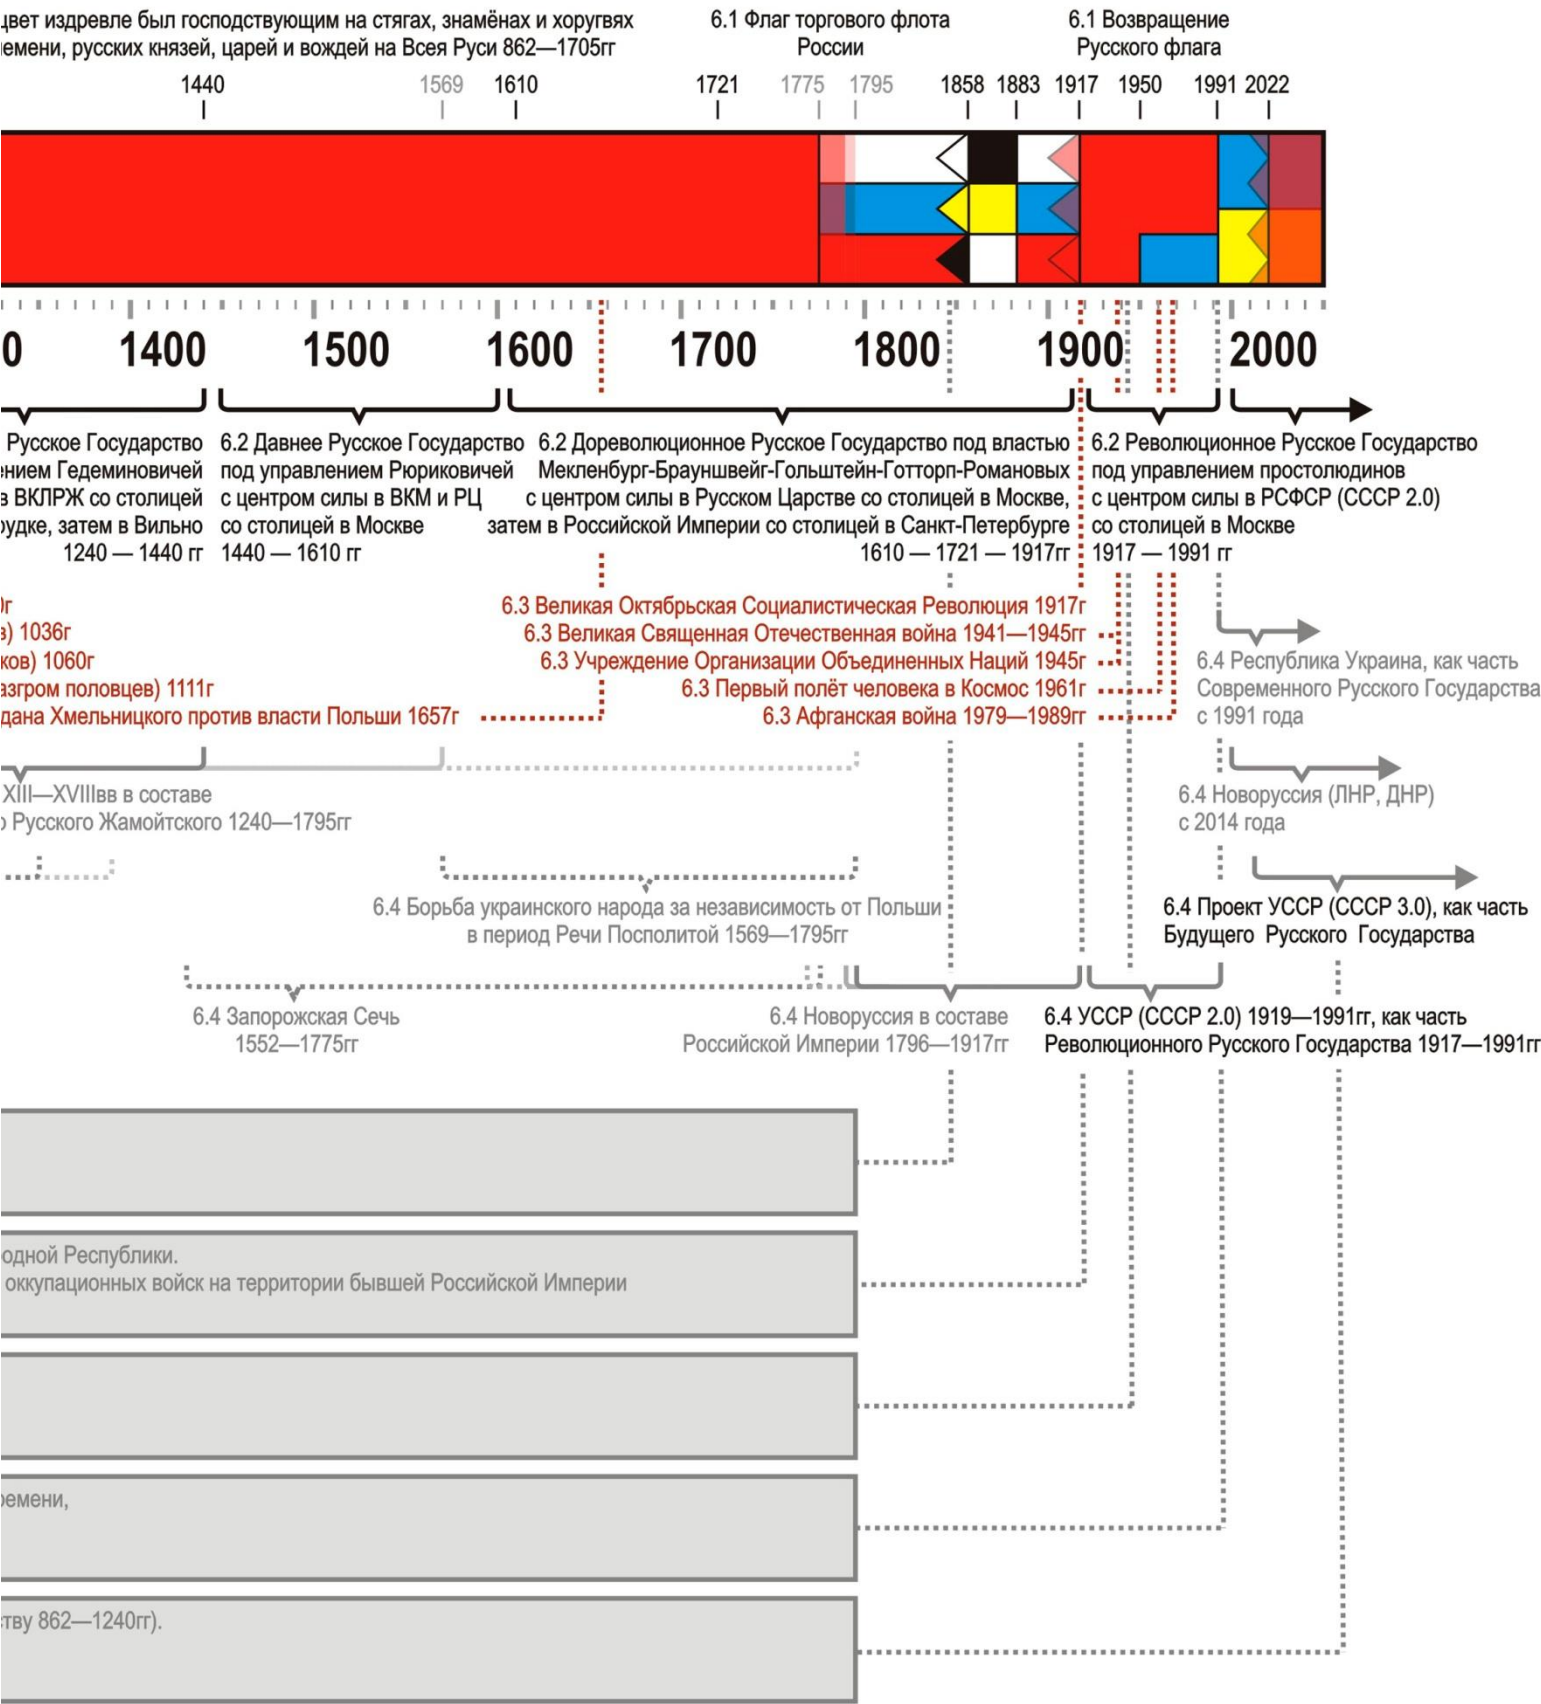 цвет издревле был господствующим на стягах, знамёнах и хоругвях
емени, русских князей, царей и вождей на Всея Руси 862—1705гг
6.1 Флаг торгового флота
России
6.1 Возвращение
Русского флага
1440
1569
1610
1721
1775
1795
1858
1883
1917
1950
1991
2022
0
1400
1500
1600
1700
1800
1900
2000
Русское Государство
ением Гедеминовичей
в ВКЛРЖ со столицей
рудке, затем в Вильно
1240 — 1440 гг
6.2 Давнее Русское Государство
под управлением Рюриковичей
с центром силы в ВКМ и РЦ
со столицей в Москве
1440 — 1610 гг
6.2 Дореволюционное Русское Государство под властью
Мекленбург-Брауншвейг-Гольштейн-Готторп-Романовых
с центром силы в Русском Царстве со столицей в Москве,
затем в Российской Империи со столицей в Санкт-Петербурге
1610 — 1721 — 1917гг
6.2 Революционное Русское Государство
под управлением простолюдинов
с центром силы в РСФСР (СССР 2.0)
со столицей в Москве
1917 — 1991 гг
г
в) 1036г
ков) 1060г
азгром половцев) 1111г
дана Хмельницкого против власти Польши 1657г
6.3 Великая Октябрьская Социалистическая Революция 1917г
6.3 Великая Священная Отечественная война 1941—1945гг
6.3 Учреждение Организации Объединенных Наций 1945г
6.3 Первый полёт человека в Космос 1961г
6.3 Афганская война 1979—1989гг
6.4 Республика Украина, как часть
Современного Русского Государства
с 1991 года
XIII—XVIIIвв в составе
о Русского Жамойтского 1240—1795гг
6.4 Новоруссия (ЛНР, ДНР)
с 2014 года
6.4 Борьба украинского народа за независимость от Польши
в период Речи Посполитой 1569—1795гг
6.4 Проект УССР (СССР 3.0), как часть
Будущего Русского Государства
6.4 Запорожская Сечь
1552—1775гг
6.4 Новоруссия в составе
Российской Империи 1796—1917гг
6.4 УССР (СССР 2.0) 1919—1991гг, как часть
Революционного Русского Государства 1917—1991гг
одной Республики.
оккупационных войск на территории бывшей Российской Империи
ремени,
тву 862—1240гг).